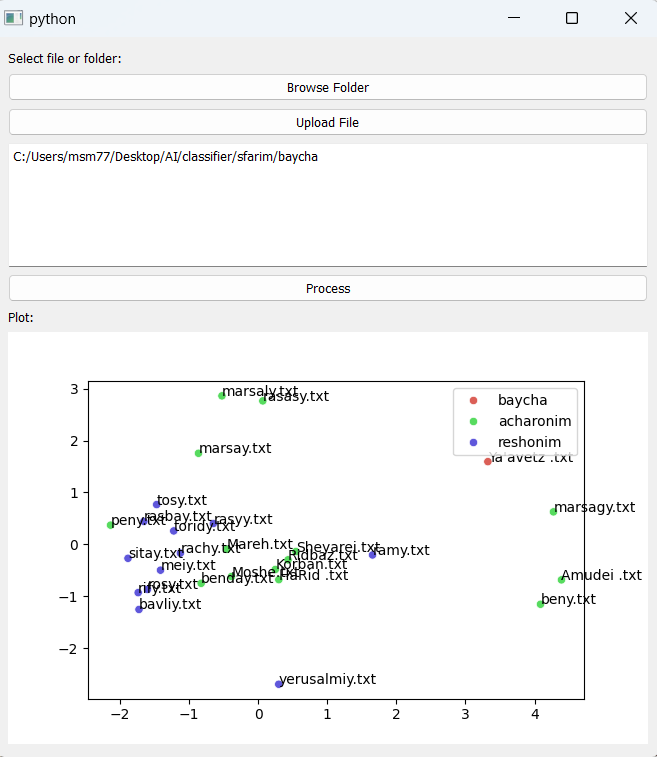 python
Select file or folder:
Browse Folder
Upload File
C:/Users/msm77/Desktop/AI/classifier/sfarim/baycha
Process
Plot:
3
2
1
0
−1
−2
marsaly.txt
rasasy.txt
baycha
acharonim
reshonim
marsay.txt
Ya'avetz .txt
tosy.txt
marsagy.txt
rasbay.txt
peny.txt
rasyy.txt
toridy.txt
Mareh.txt
Sheyarei.txt
rachy.txt
ramy.txt
sitay.txt
Ridbaz.txt
Korban.txt
meiy.txt
Moshe.txt
HaRid .txt
Amudei .txt
benday.txt
rosy.txt
beny.txt
bavliy.txt
yerusalmiy.txt
−2 −1 0 1 2 3 4